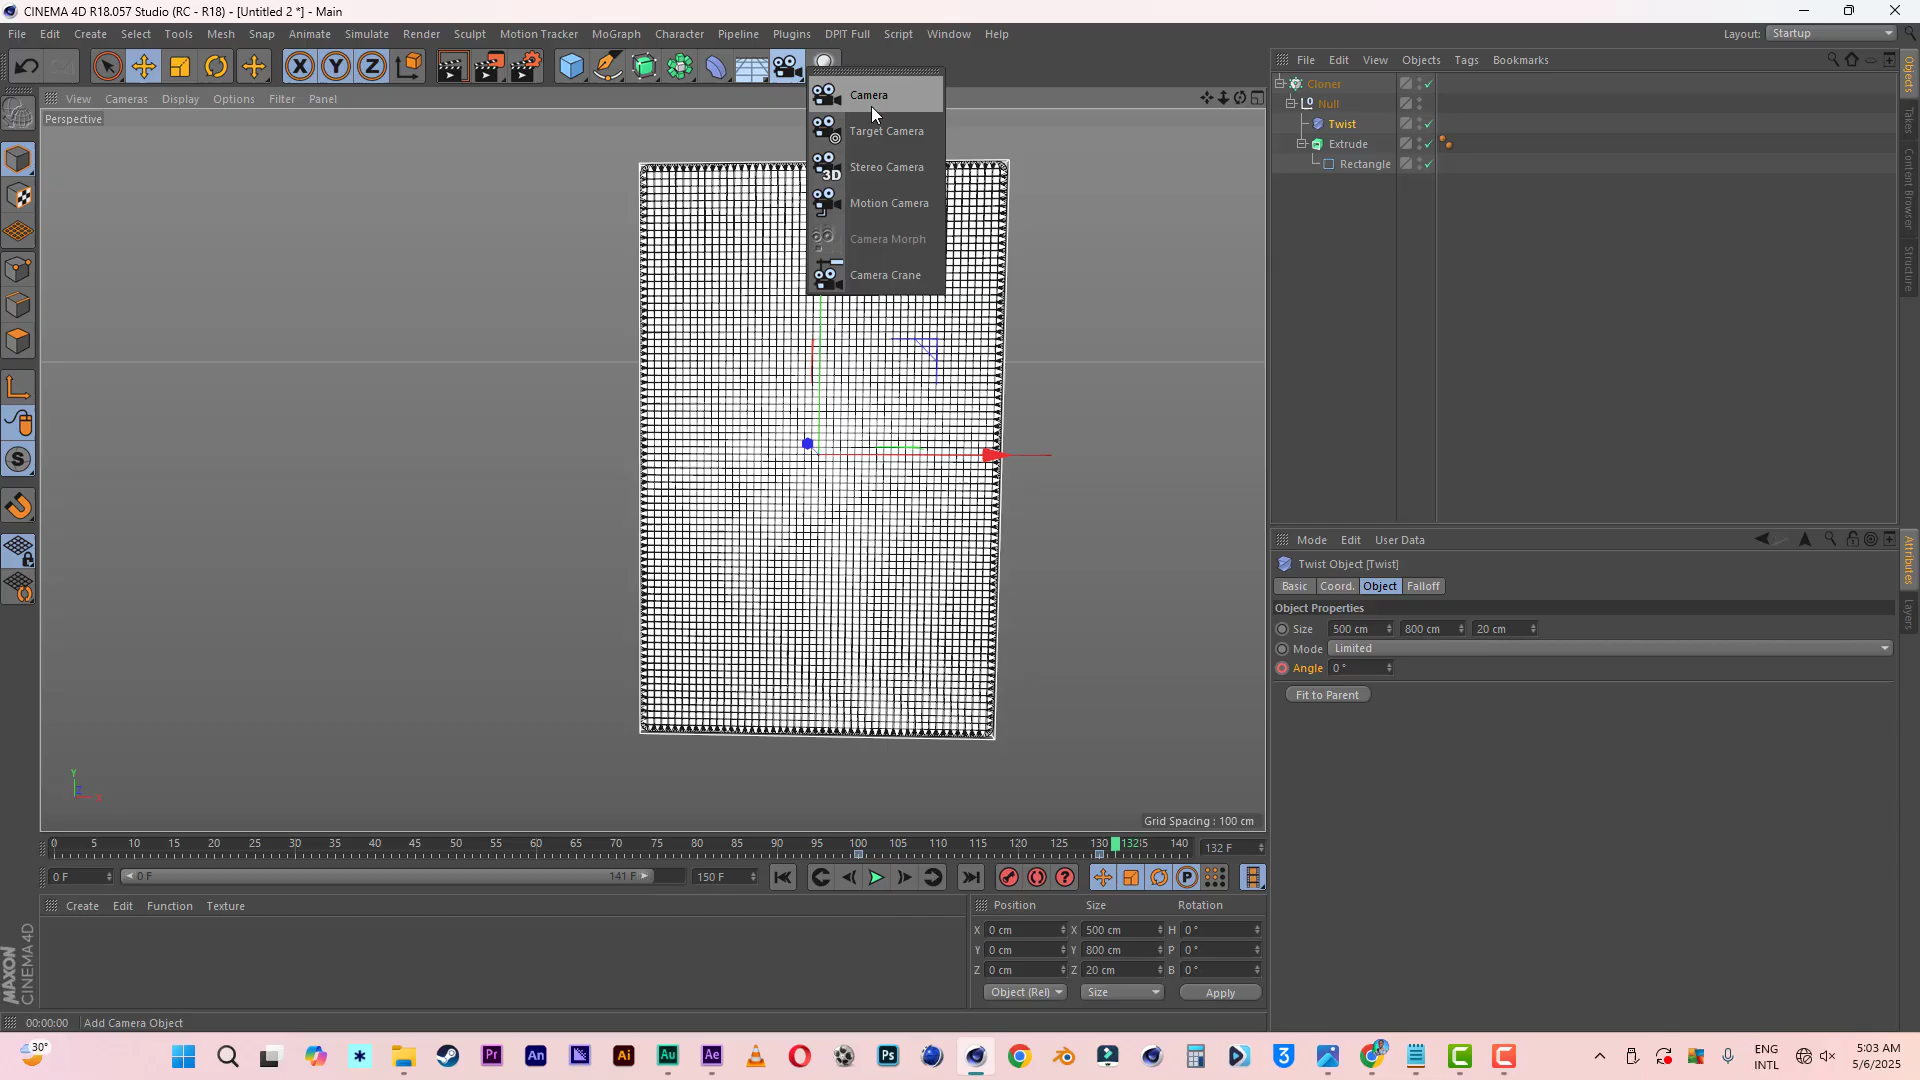 CINEMA 4D R18.057 Studio (RC - R18) - [Untitled 2 *] - Main
File Edit Create Select Tools Mesh Snap Animate Simulate Render Sculpt Motion Tracker MoGraph Character Pipeline Plugins DPIT Full Script Window Help
Layout: Startup
View Cameras Display Options Filter Panel
Perspective
Camera
Target Camera
3D Stereo Camera
Motion Camera
Camera Morph
Camera Crane
File Edit View Objects Tags Bookmarks
Cloner
Null
Twist
Extrude
Rectangle
Objects
Takes
Content Browser
Structure
Mode Edit User Data
Twist Object [Twist]
Basic Coord. Object Falloff
Object Properties
Size 500 cm 800 cm 20 cm
Mode Limited
Angle 0 °
Fit to Parent
Attributes
Layers
Y
Z X
Grid Spacing : 100 cm
0 5 10 15 20 25 30 35 40 45 50 55 60 65 70 75 80 85 90 95 100 105 110 115 120 125 130 132 140 132 F
0 F 0 F 141 F 150 F
Create Edit Function Texture
Position Size Rotation
X 0 cm X 500 cm H 0 °
Y 0 cm Y 800 cm P 0 °
Z 0 cm Z 20 cm B 0 °
Object (Rel) Size Apply
MAXON
CINEMA 4D
00:00:00 Add Camera Object
30°
ENG
INTL
5:03 AM
5/6/2025